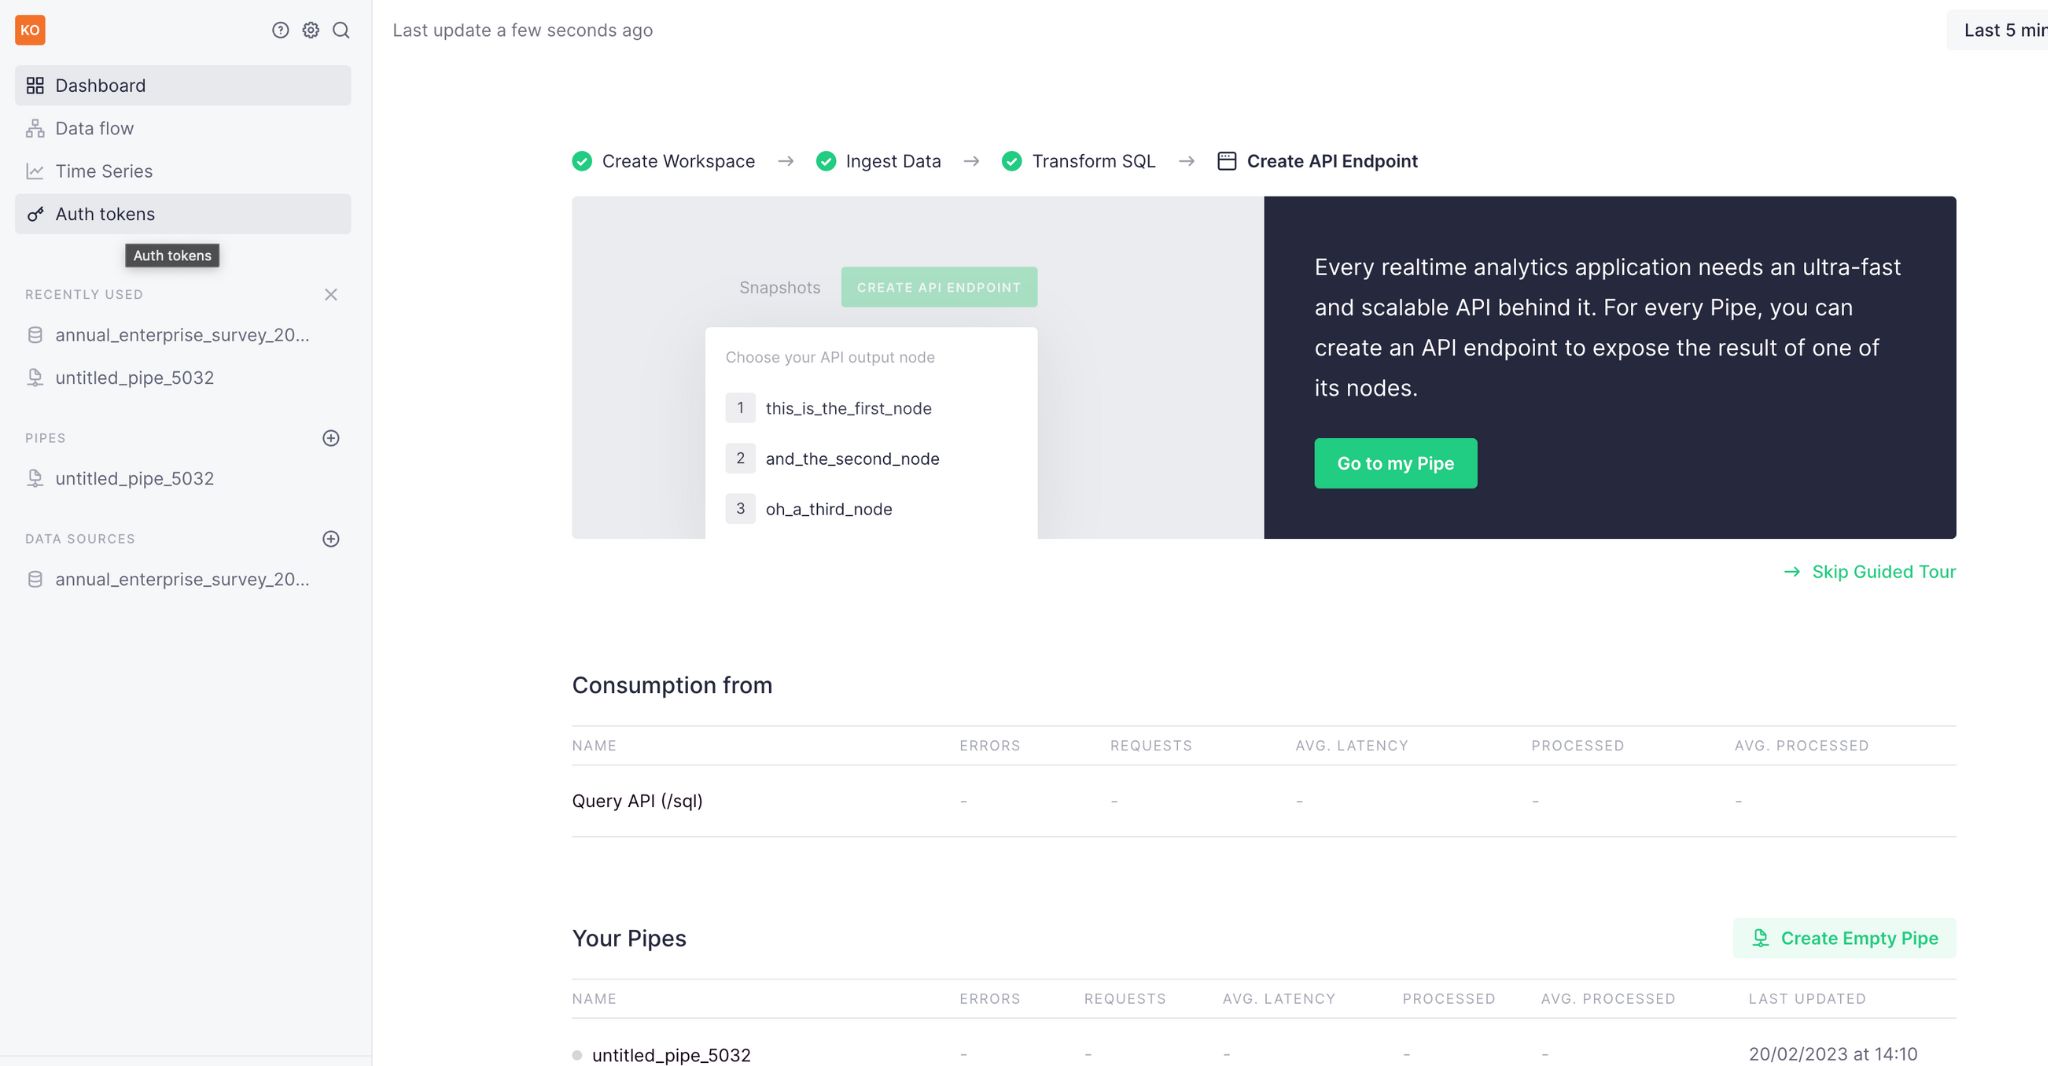 KO
Last update a few seconds ago
Last 5 min
Dashboard
Data flow
Time Series
Auth tokens
Auth tokens
RECENTLY USED
annual_enterprise_survey_20...
untitled_pipe_5032
PIPES
untitled_pipe_5032
DATA SOURCES
annual_enterprise_survey_20...
Create Workspace → Ingest Data → Transform SQL → Create API Endpoint
Snapshots CREATE API ENDPOINT
Choose your API output node
1 this_is_the_first_node
2 and_the_second_node
3 oh_a_third_node
Every realtime analytics application needs an ultra-fast
and scalable API behind it. For every Pipe, you can
create an API endpoint to expose the result of one of
its nodes.
Go to my Pipe
→ Skip Guided Tour
Consumption from
NAME ERRORS REQUESTS AVG. LATENCY PROCESSED AVG. PROCESSED
Query API (/sql) - - - - -
Your Pipes
Create Empty Pipe
NAME ERRORS REQUESTS AVG. LATENCY PROCESSED AVG. PROCESSED LAST UPDATED
untitled_pipe_5032 - - - - - 20/02/2023 at 14:10